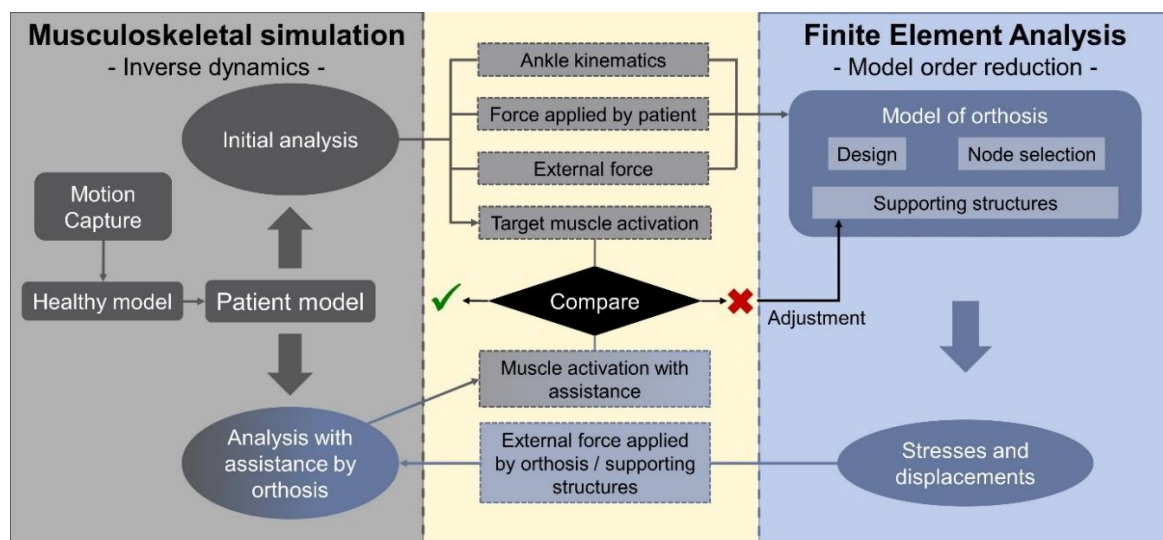 Musculoskeletal simulation
- Inverse dynamics -
Initial analysis
Motion
Capture
Healthy model
Patient model
Analysis with
assistance by
orthosis
Ankle kinematics
Force applied by patient
External force
Target muscle activation
Compare
Adjustment
Muscle activation with
assistance
External force applied
by orthosis / supporting
structures
Finite Element Analysis
- Model order reduction -
Model of orthosis
Design
Node selection
Supporting structures
Stresses and
displacements